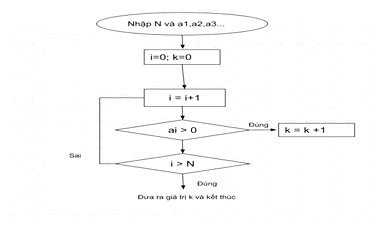 Nhập N và a1,a2,a3...
i=0; k=0
i = i+1
ai > 0
Đúng
k = k +1
Sai
i > N
Đúng
Đưa ra giá trị k và kết thúc